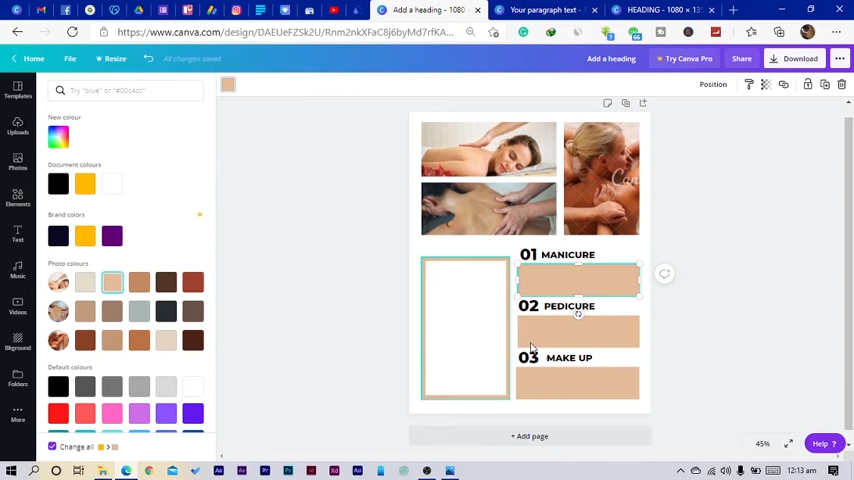 Add a heading - 1080
Your paragraph text -
HEADING - 1080 × 135
https://www.canva.com/design/DAEUeFZSk2U/Rnm2nkXFaC8j6byMd7rfKA...
Home
File
Resize
All changes saved
Add a heading
Try Canva Pro
Share
Download
Templates
Uploads
Photos
Elements
Text
Music
Videos
Bkground
Folders
More
Try "blue" or "#00c4cc"
New colour
Document colours
Brand colors
Photo colours
Default colours
Change all
Position
01 MANICURE
02 PEDICURE
03 MAKE UP
+ Add page
45%
Help ?
12:13 am